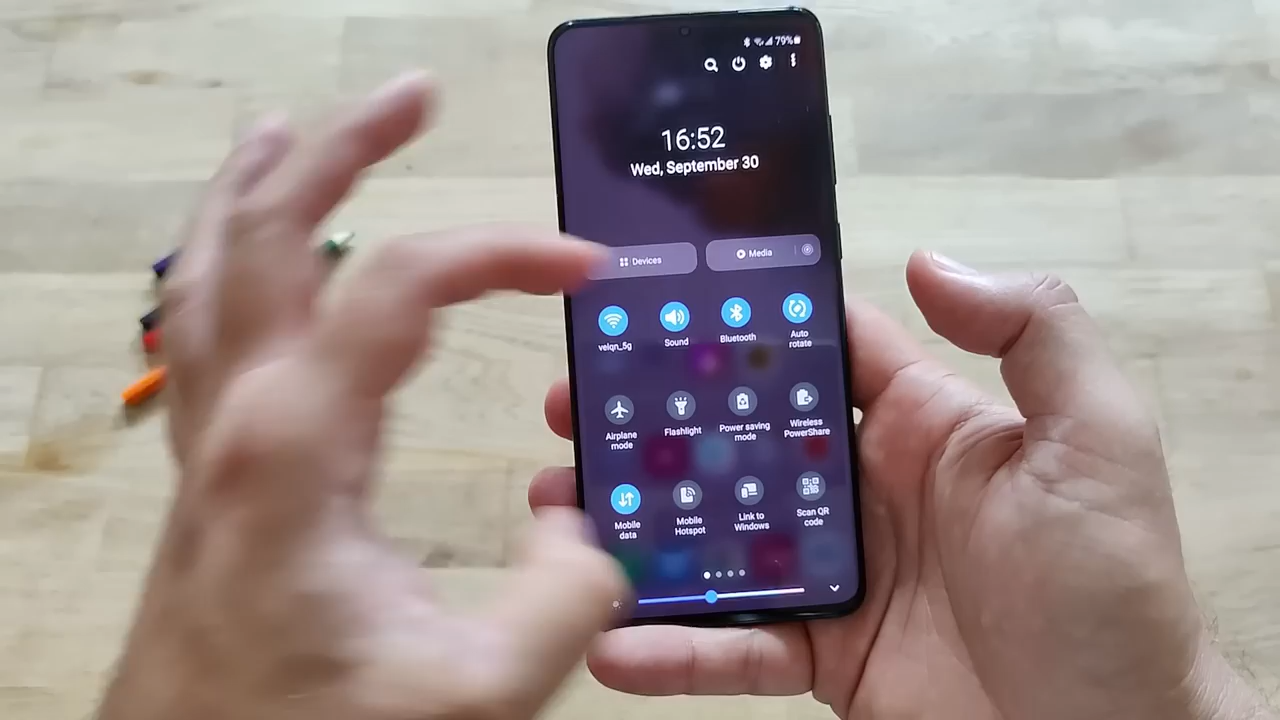 79%
16:52
Wed, September 30
Devices
Media
velqn_5g
Sound
Bluetooth
Auto
rotate
Airplane
mode
Flashlight
Power saving
mode
Wireless
PowerShare
Mobile
data
Mobile
Hotspot
Link to
Windows
Scan QR
code